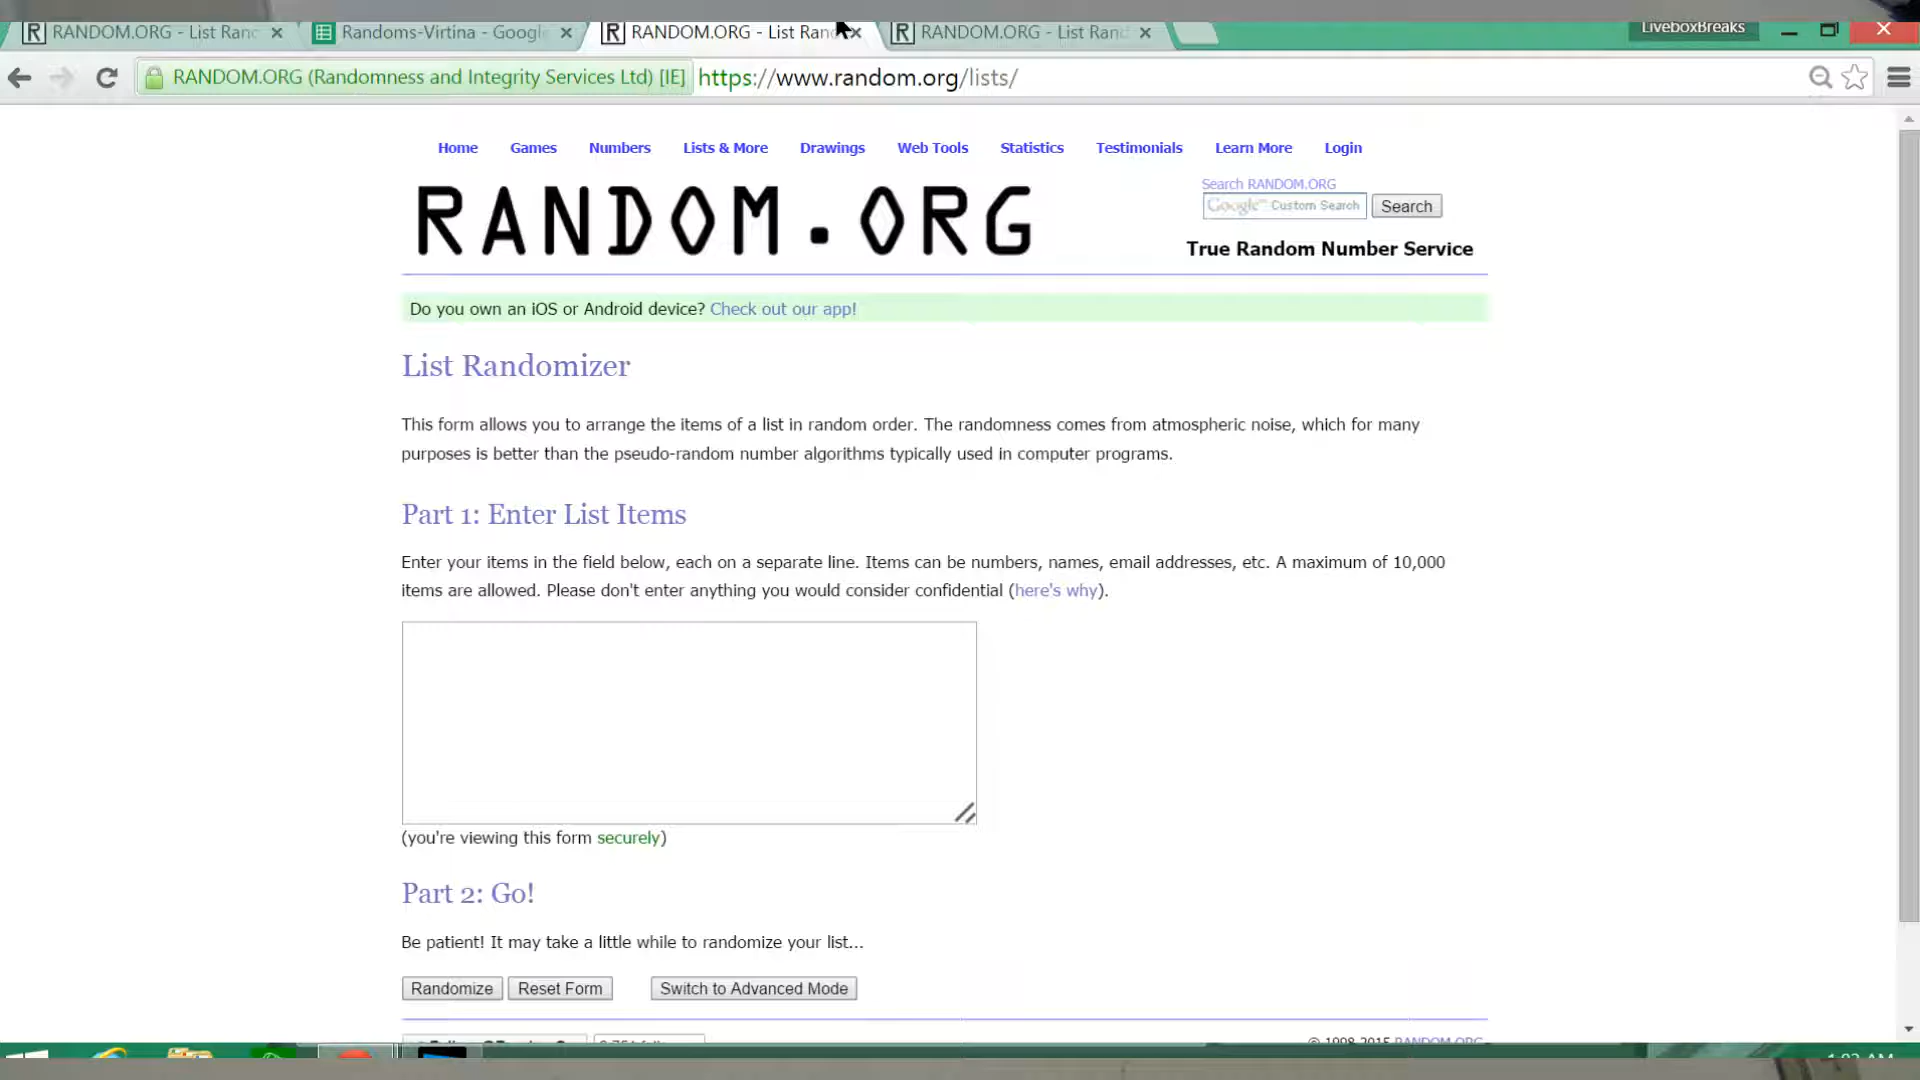 RANDOM.ORG - List Ranc
Randoms-Virtina - Google
RANDOM.ORG - List Ran
RANDOM.ORG - List Rand
LiveboxBreaks
RANDOM.ORG (Randomness and Integrity Services Ltd) [IE]
https://www.random.org/lists/
Home Games Numbers Lists & More Drawings Web Tools Statistics Testimonials Learn More Login
RANDOM.ORG
Search RANDOM.ORG
Google™ Custom Search
Search
True Random Number Service
Do you own an iOS or Android device? Check out our app!
List Randomizer
This form allows you to arrange the items of a list in random order. The randomness comes from atmospheric noise, which for many
purposes is better than the pseudo-random number algorithms typically used in computer programs.
Part 1: Enter List Items
Enter your items in the field below, each on a separate line. Items can be numbers, names, email addresses, etc. A maximum of 10,000
items are allowed. Please don't enter anything you would consider confidential (here's why).
(you're viewing this form securely)
Part 2: Go!
Be patient! It may take a little while to randomize your list...
Randomize Reset Form Switch to Advanced Mode
© 1998-2015 RANDOM.ORG